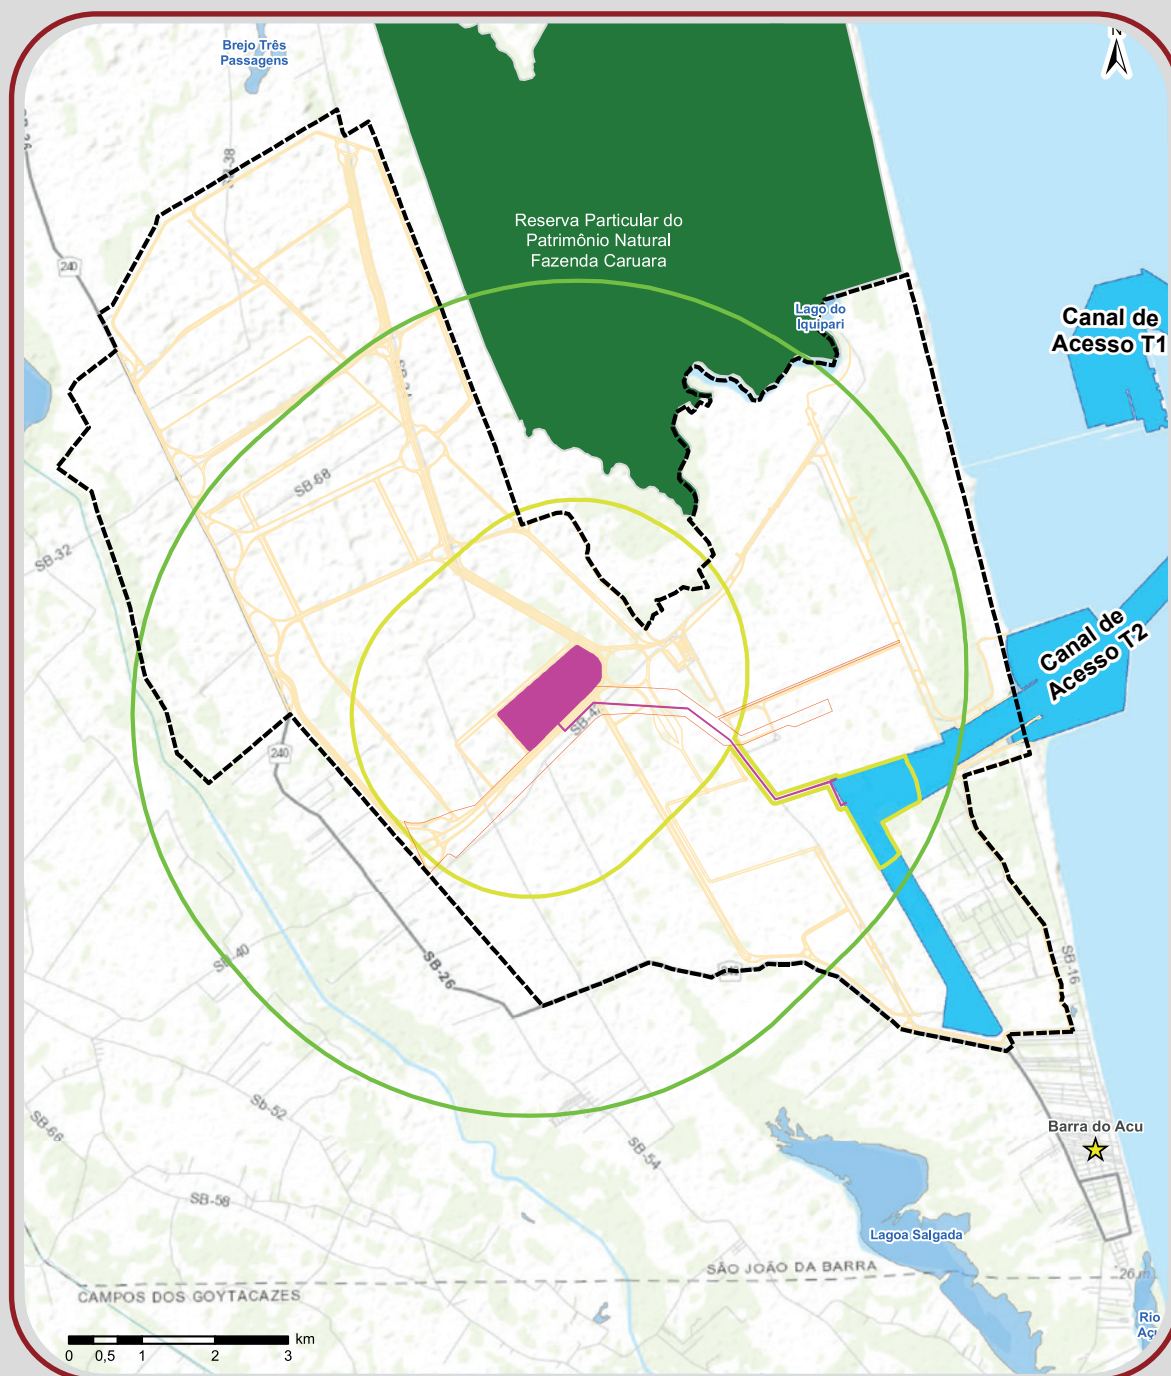 N
Brejo Três
Passagens
SB-38
240
Reserva Particular do
Patrimônio Natural
Fazenda Caruara
Lago do
Iquipari
Canal de
Acesso T1
SB-68
SB-32
Canal de
Acesso T2
240
SB-40
SB-26
SB-16
Sb-52
SB-66
SB-54
Barra do Acu
SB-58
Lagoa Salgada
SÃO JOÃO DA BARRA
CAMPOS DOS GOYTACAZES
26 m
Rio
km
0 0,5 1 2 3